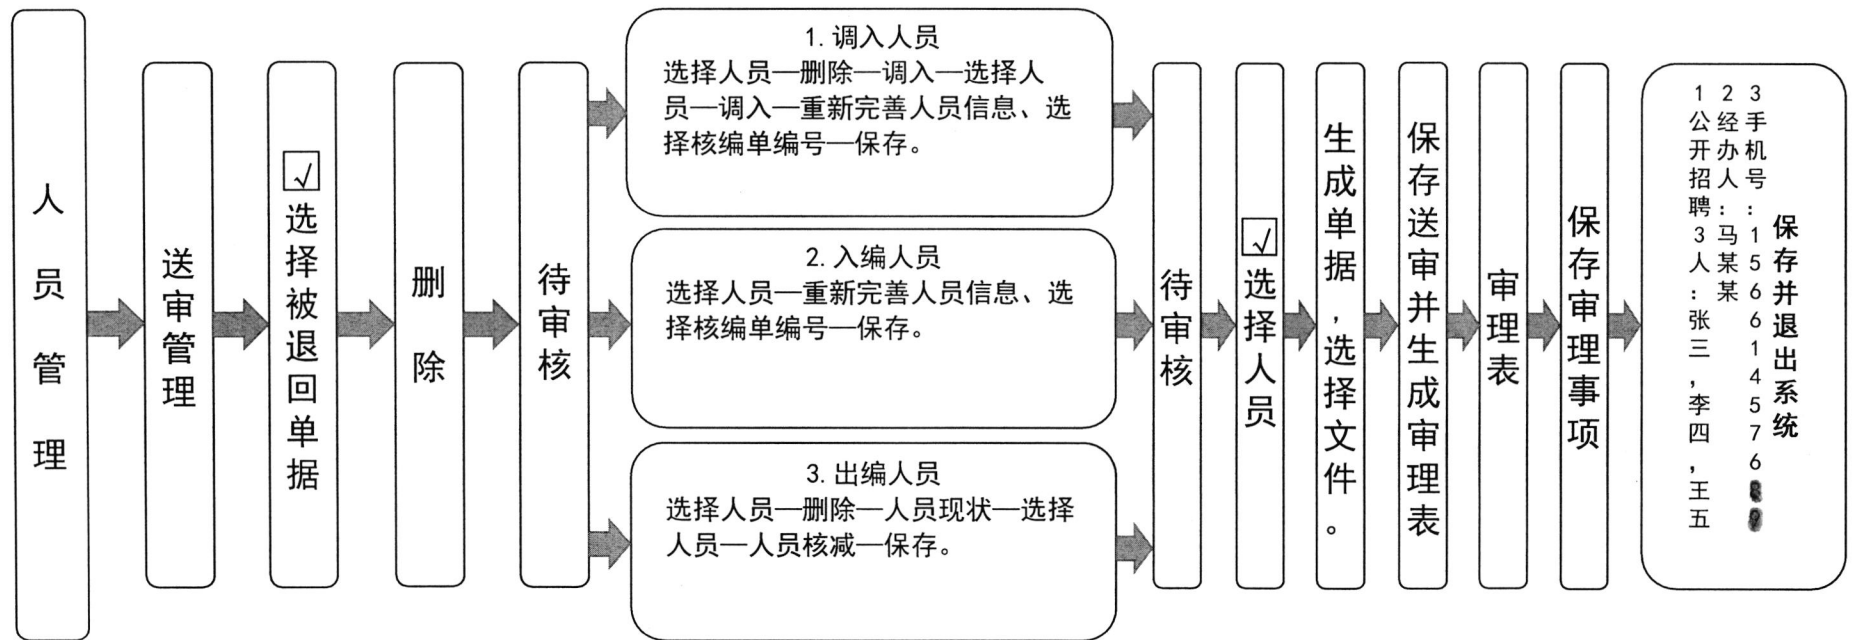 人员管理
送审管理
☑选择被退回单据
删除
待审核
1.调入人员
选择人员—删除—调入—选择人
员—调入—重新完善人员信息、选
择核编单编号—保存。
2.入编人员
选择人员—重新完善人员信息、选
择核编单编号—保存。
3.出编人员
选择人员—删除—人员现状—选择
人员—人员核减—保存。
待审核
☑选择人员
生成单据,选择文件。
保存送审并生成审理表
审理表
保存审理事项
1公开招聘3人:张三,李四,王五
2经办人:马某某
3手机号:156614576
保存并退出系统